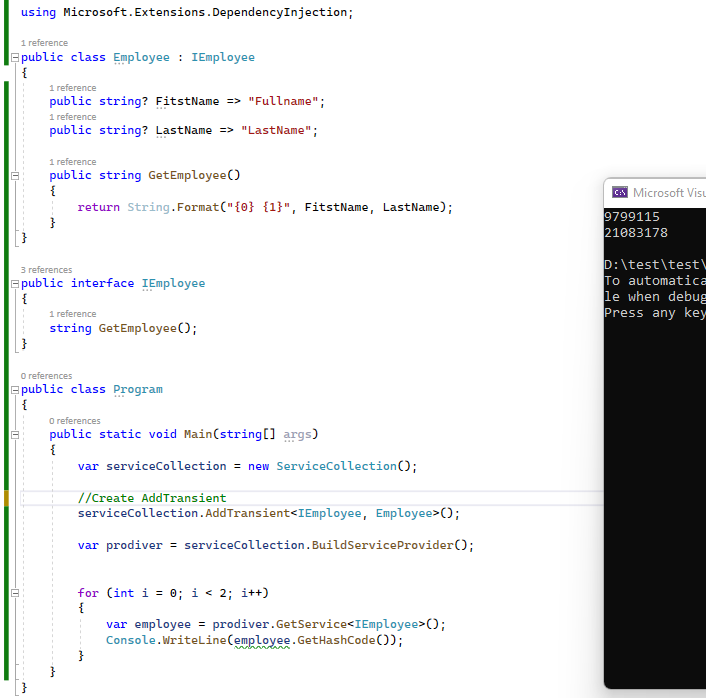 using Microsoft.Extensions.DependencyInjection;
1 reference
public class Employee : IEmployee
{
1 reference
public string? FitstName => "Fullname";
1 reference
public string? LastName => "LastName";
1 reference
public string GetEmployee()
{
return String.Format("{0} {1}", FitstName, LastName);
}
}
3 references
public interface IEmployee
{
1 reference
string GetEmployee();
}
0 references
public class Program
{
0 references
public static void Main(string[] args)
{
var serviceCollection = new ServiceCollection();
//Create AddTransient
serviceCollection.AddTransient<IEmployee, Employee>();
var prodiver = serviceCollection.BuildServiceProvider();
for (int i = 0; i < 2; i++)
{
var employee = prodiver.GetService<IEmployee>();
Console.WriteLine(employee.GetHashCode());
}
}
}
Microsoft Visu
9799115
21083178
D:\test\test\
To automatica
le when debug
Press any key